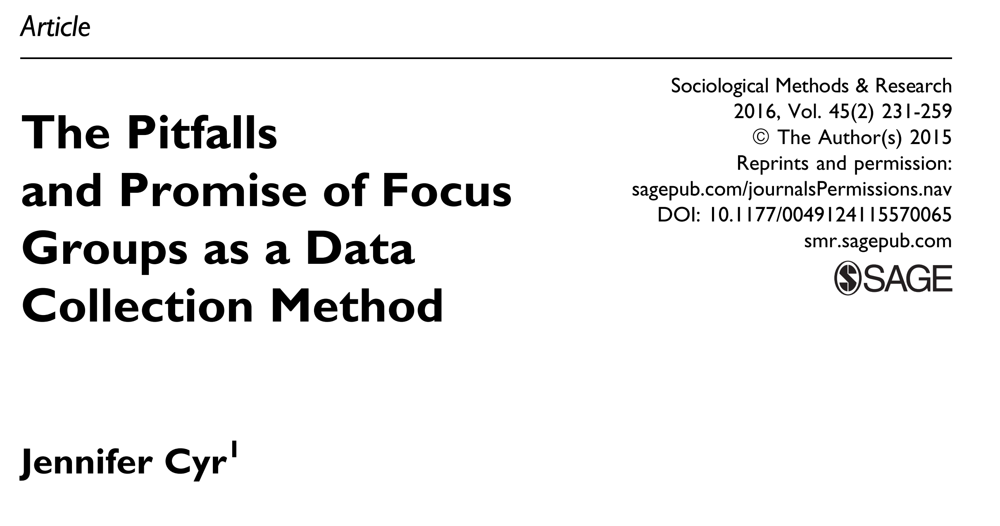 Article
The Pitfalls
and Promise of Focus
Groups as a Data
Collection Method
Sociological Methods & Research
2016, Vol. 45(2) 231-259
© The Author(s) 2015
Reprints and permission:
sagepub.com/journalsPermissions.nav
DOI: 10.1177/0049124115570065
smr.sagepub.com
SAGE
Jennifer Cyr¹